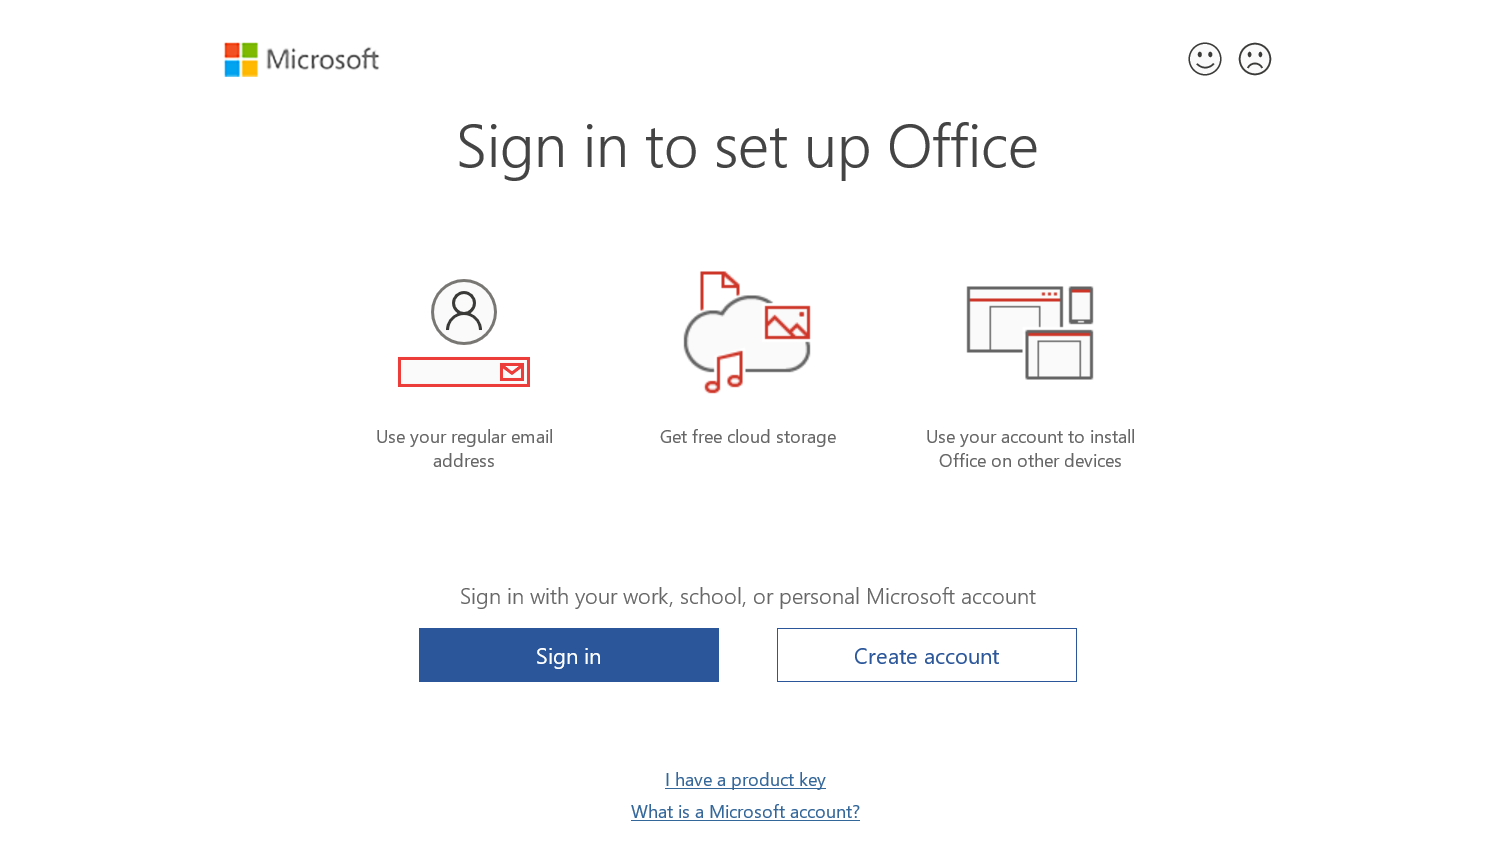 Microsoft
Sign in to set up Office
Use your regular email
address
Get free cloud storage
Use your account to install
Office on other devices
Sign in with your work, school, or personal Microsoft account
Sign in
Create account
I have a product key
What is a Microsoft account?